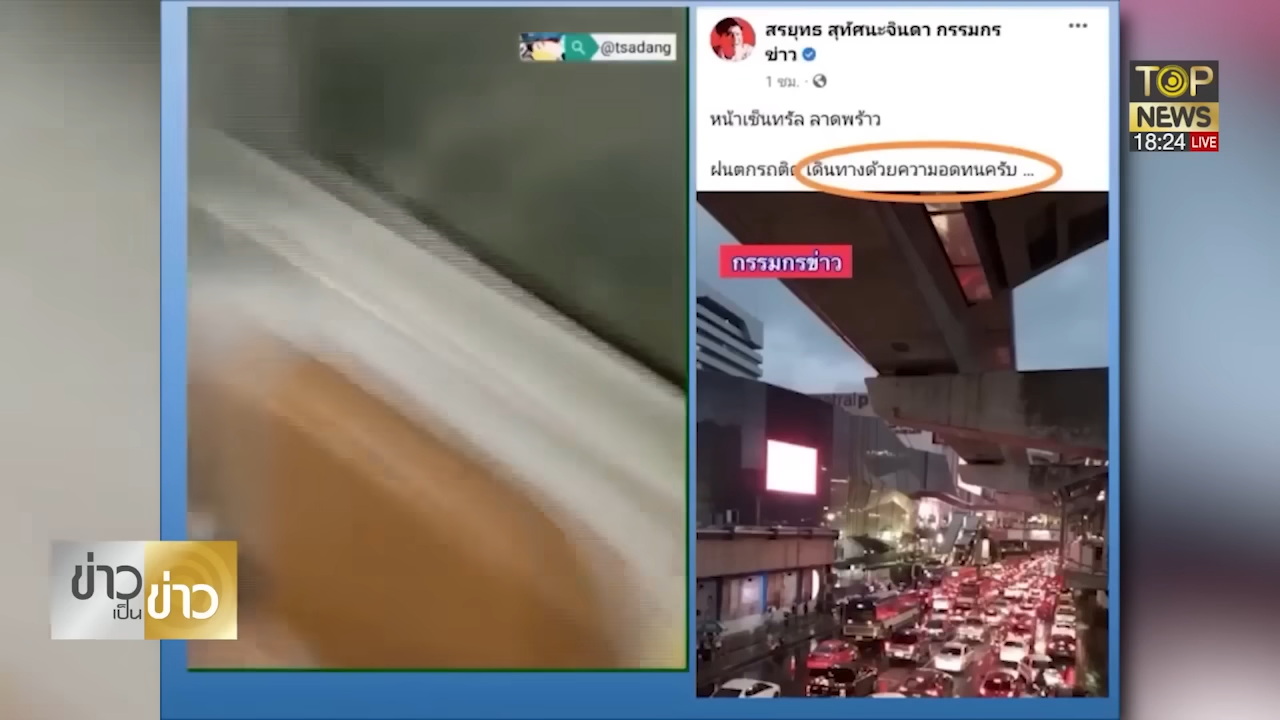 @tsadang
สรยุทธ สุทัศนะจินดา กรรมกร
ข่าว
1 ชม.
หน้าเซ็นทรัล ลาดพร้าว
ฝนตกรถติด เดินทางด้วยความอดทนครับ ...
กรรมกรข่าว
TOP
NEWS
18:24 LIVE
ข่าว
เป็น
ข่าว